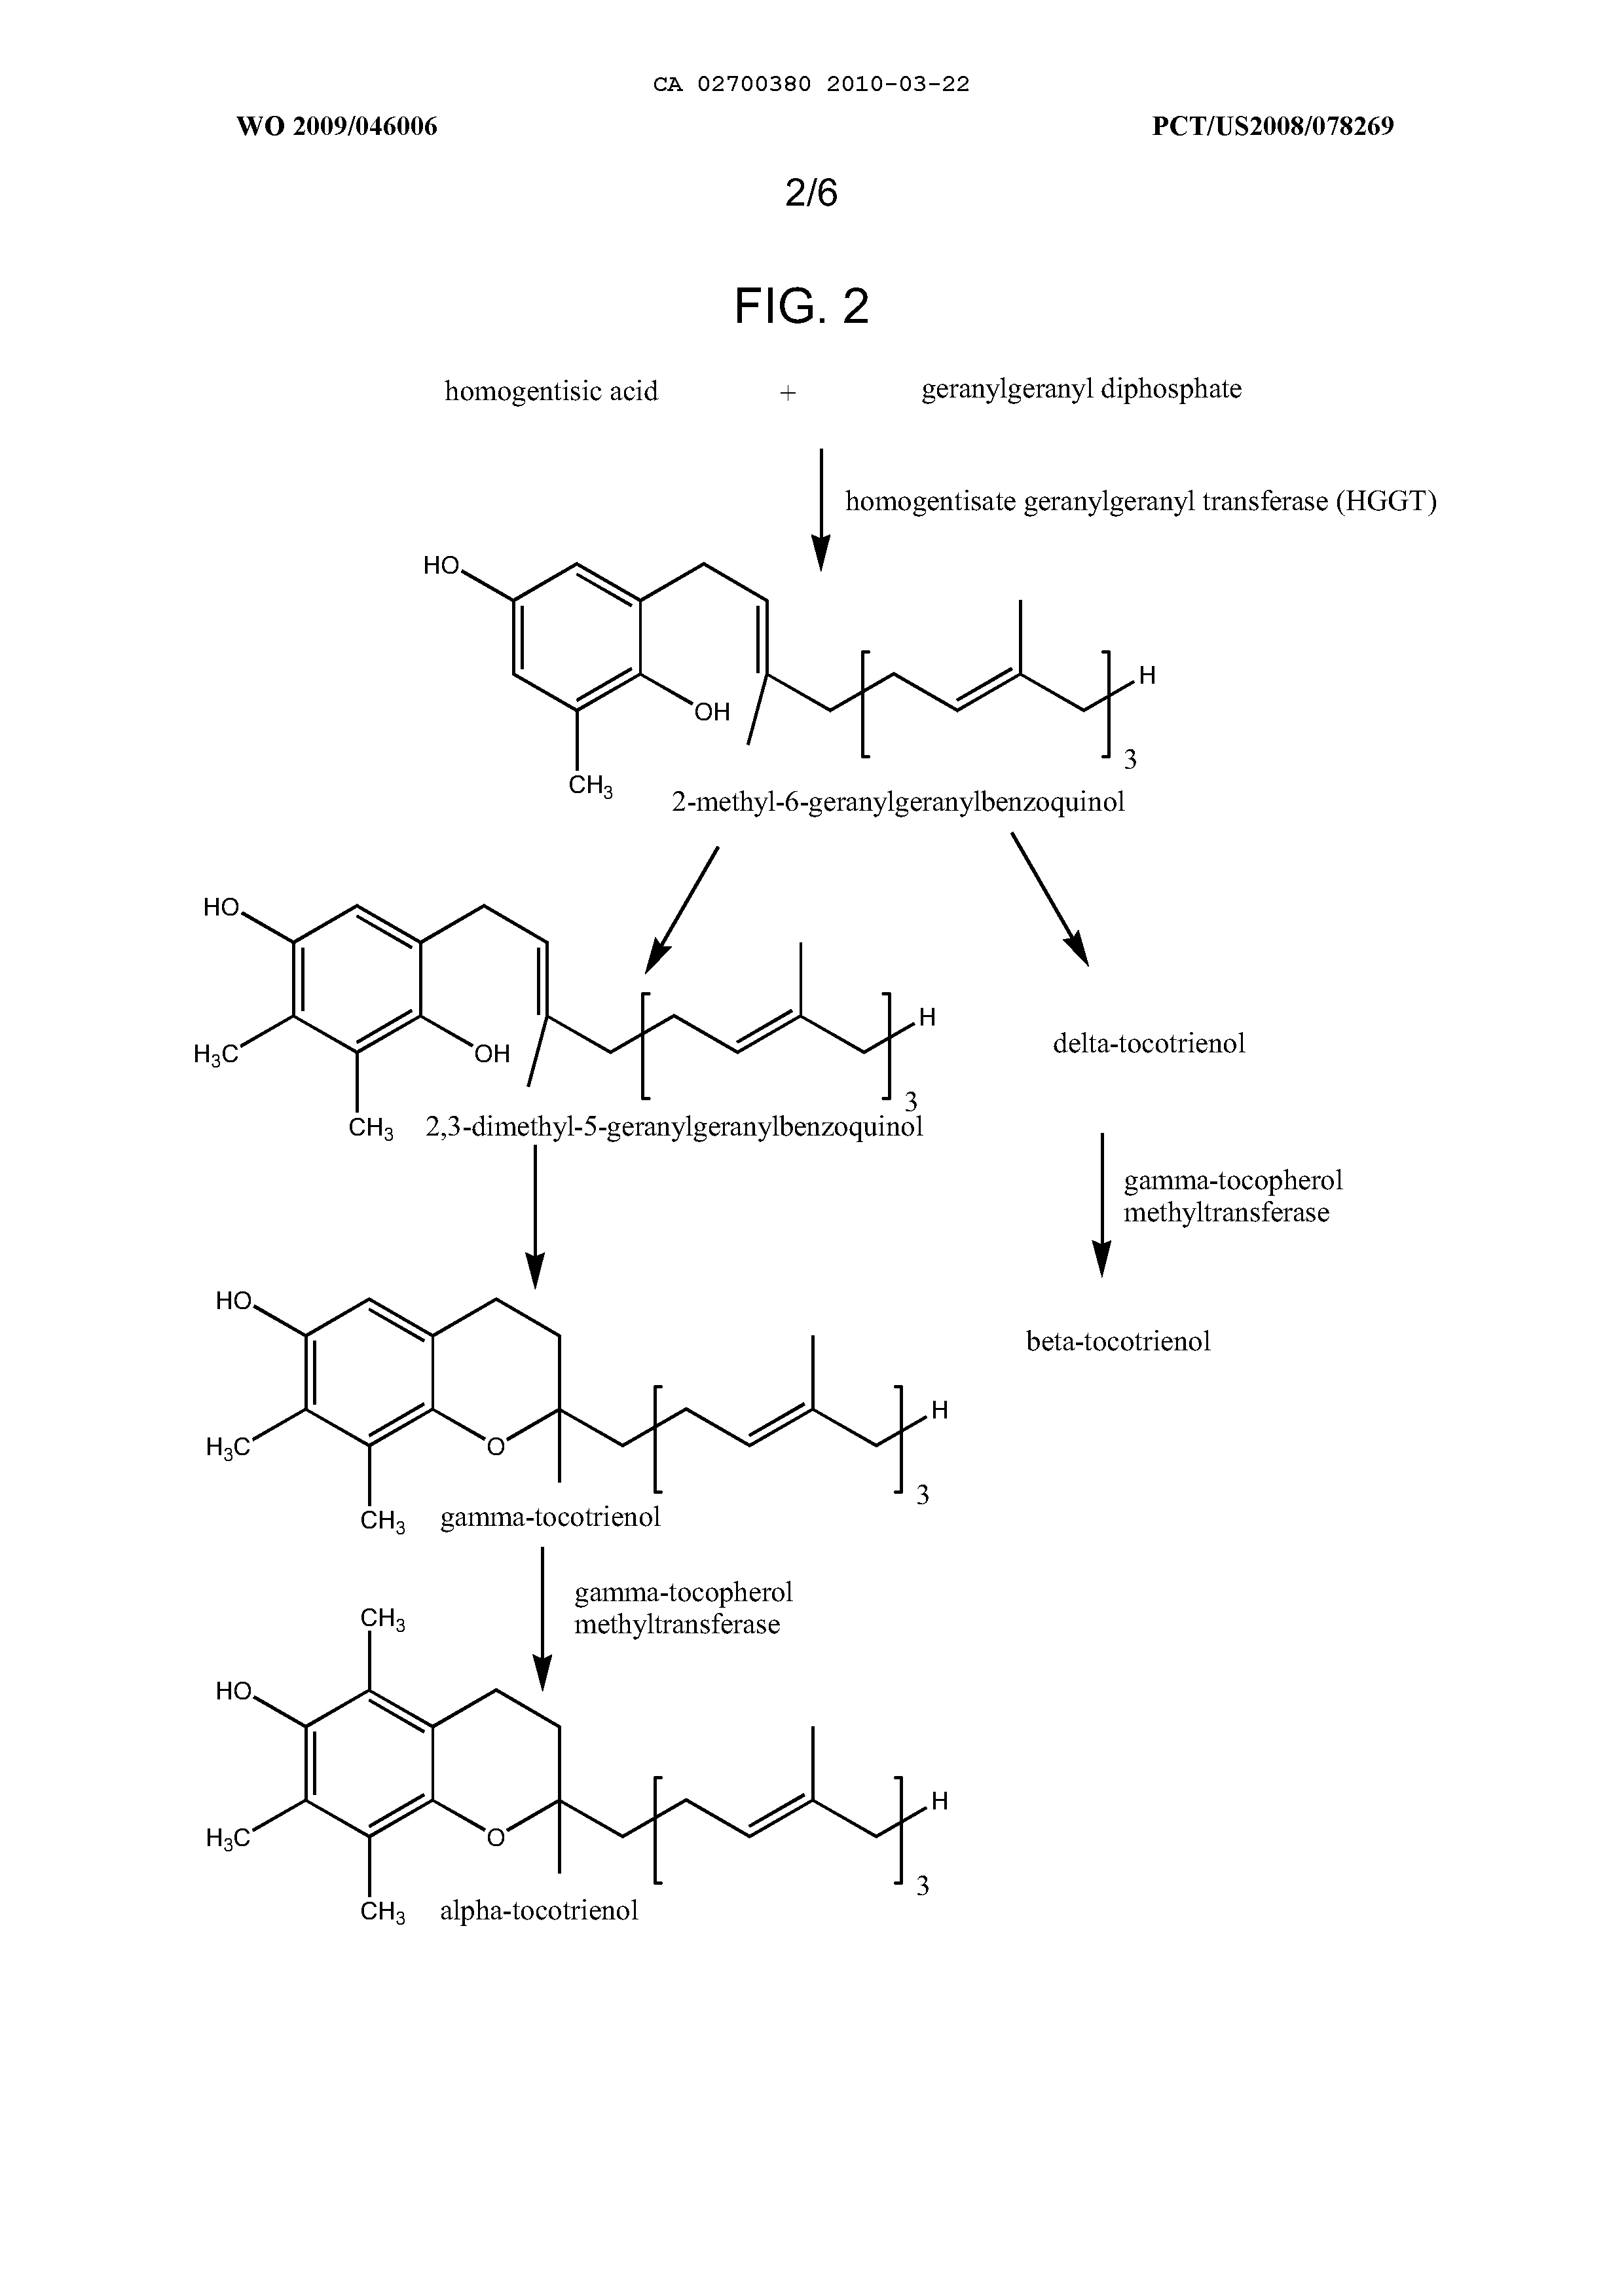 CA 02700380 2010-03-22
WO 2009/046006
PCT/US2008/078269
2/6
FIG. 2
homogentisic acid + geranylgeranyl diphosphate
homogentisate geranylgeranyl transferase (HGGT)
HO
H
OH
3
CH3
2-methyl-6-geranylgeranylbenzoquinol
HO
H
H3C
OH
delta-tocotrienol
3
CH3
2,3-dimethyl-5-geranylgeranylbenzoquinol
gamma-tocopherol
methyltransferase
HO
beta-tocotrienol
H
H3C
O
3
CH3
gamma-tocotrienol
gamma-tocopherol
methyltransferase
CH3
HO
H
H3C
O
3
CH3
alpha-tocotrienol